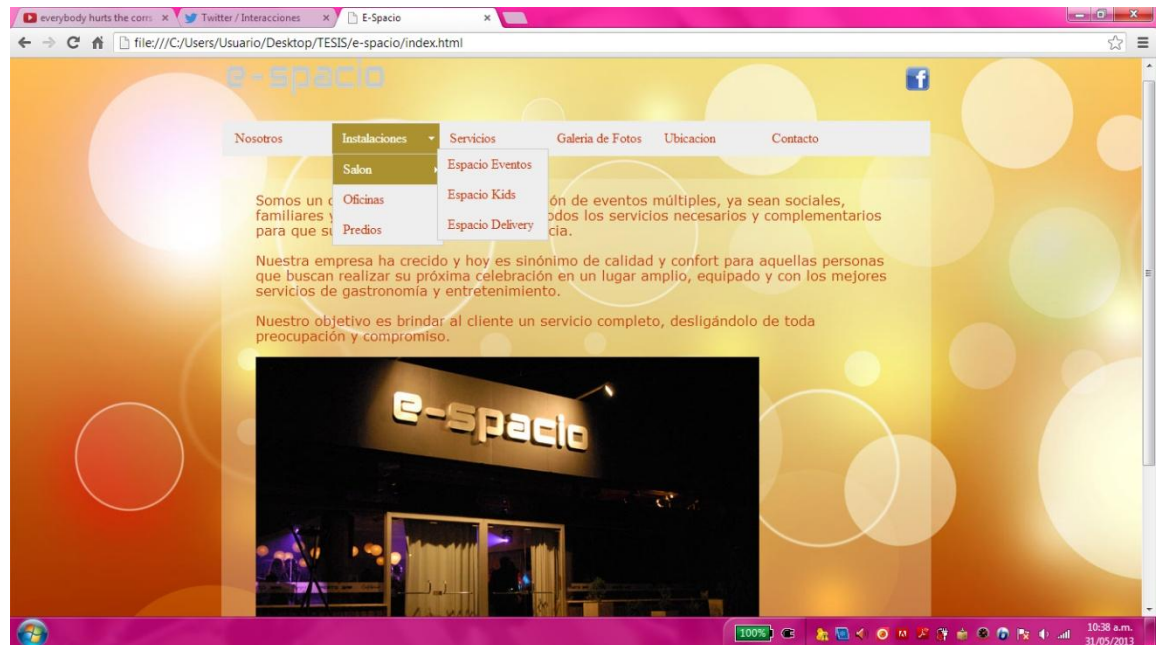 everybody hurts the corrs
Twitter / Interacciones
E-Spacio
file:///C:/Users/Usuario/Desktop/TESIS/e-spacio/index.html
e-spacio
Nosotros Instalaciones Servicios Galeria de Fotos Ubicacion Contacto
Salon Espacio Eventos
Oficinas Espacio Kids
Predios Espacio Delivery
Somos un ón de eventos múltiples, ya sean sociales,
familiares y odos los servicios necesarios y complementarios
para que su cia.
Nuestra empresa ha crecido y hoy es sinónimo de calidad y confort para aquellas personas
que buscan realizar su próxima celebración en un lugar amplio, equipado y con los mejores
servicios de gastronomía y entretenimiento.
Nuestro objetivo es brindar al cliente un servicio completo, desligándolo de toda
preocupación y compromiso.
e-spacio
100%
10:38 a.m.
31/05/2013